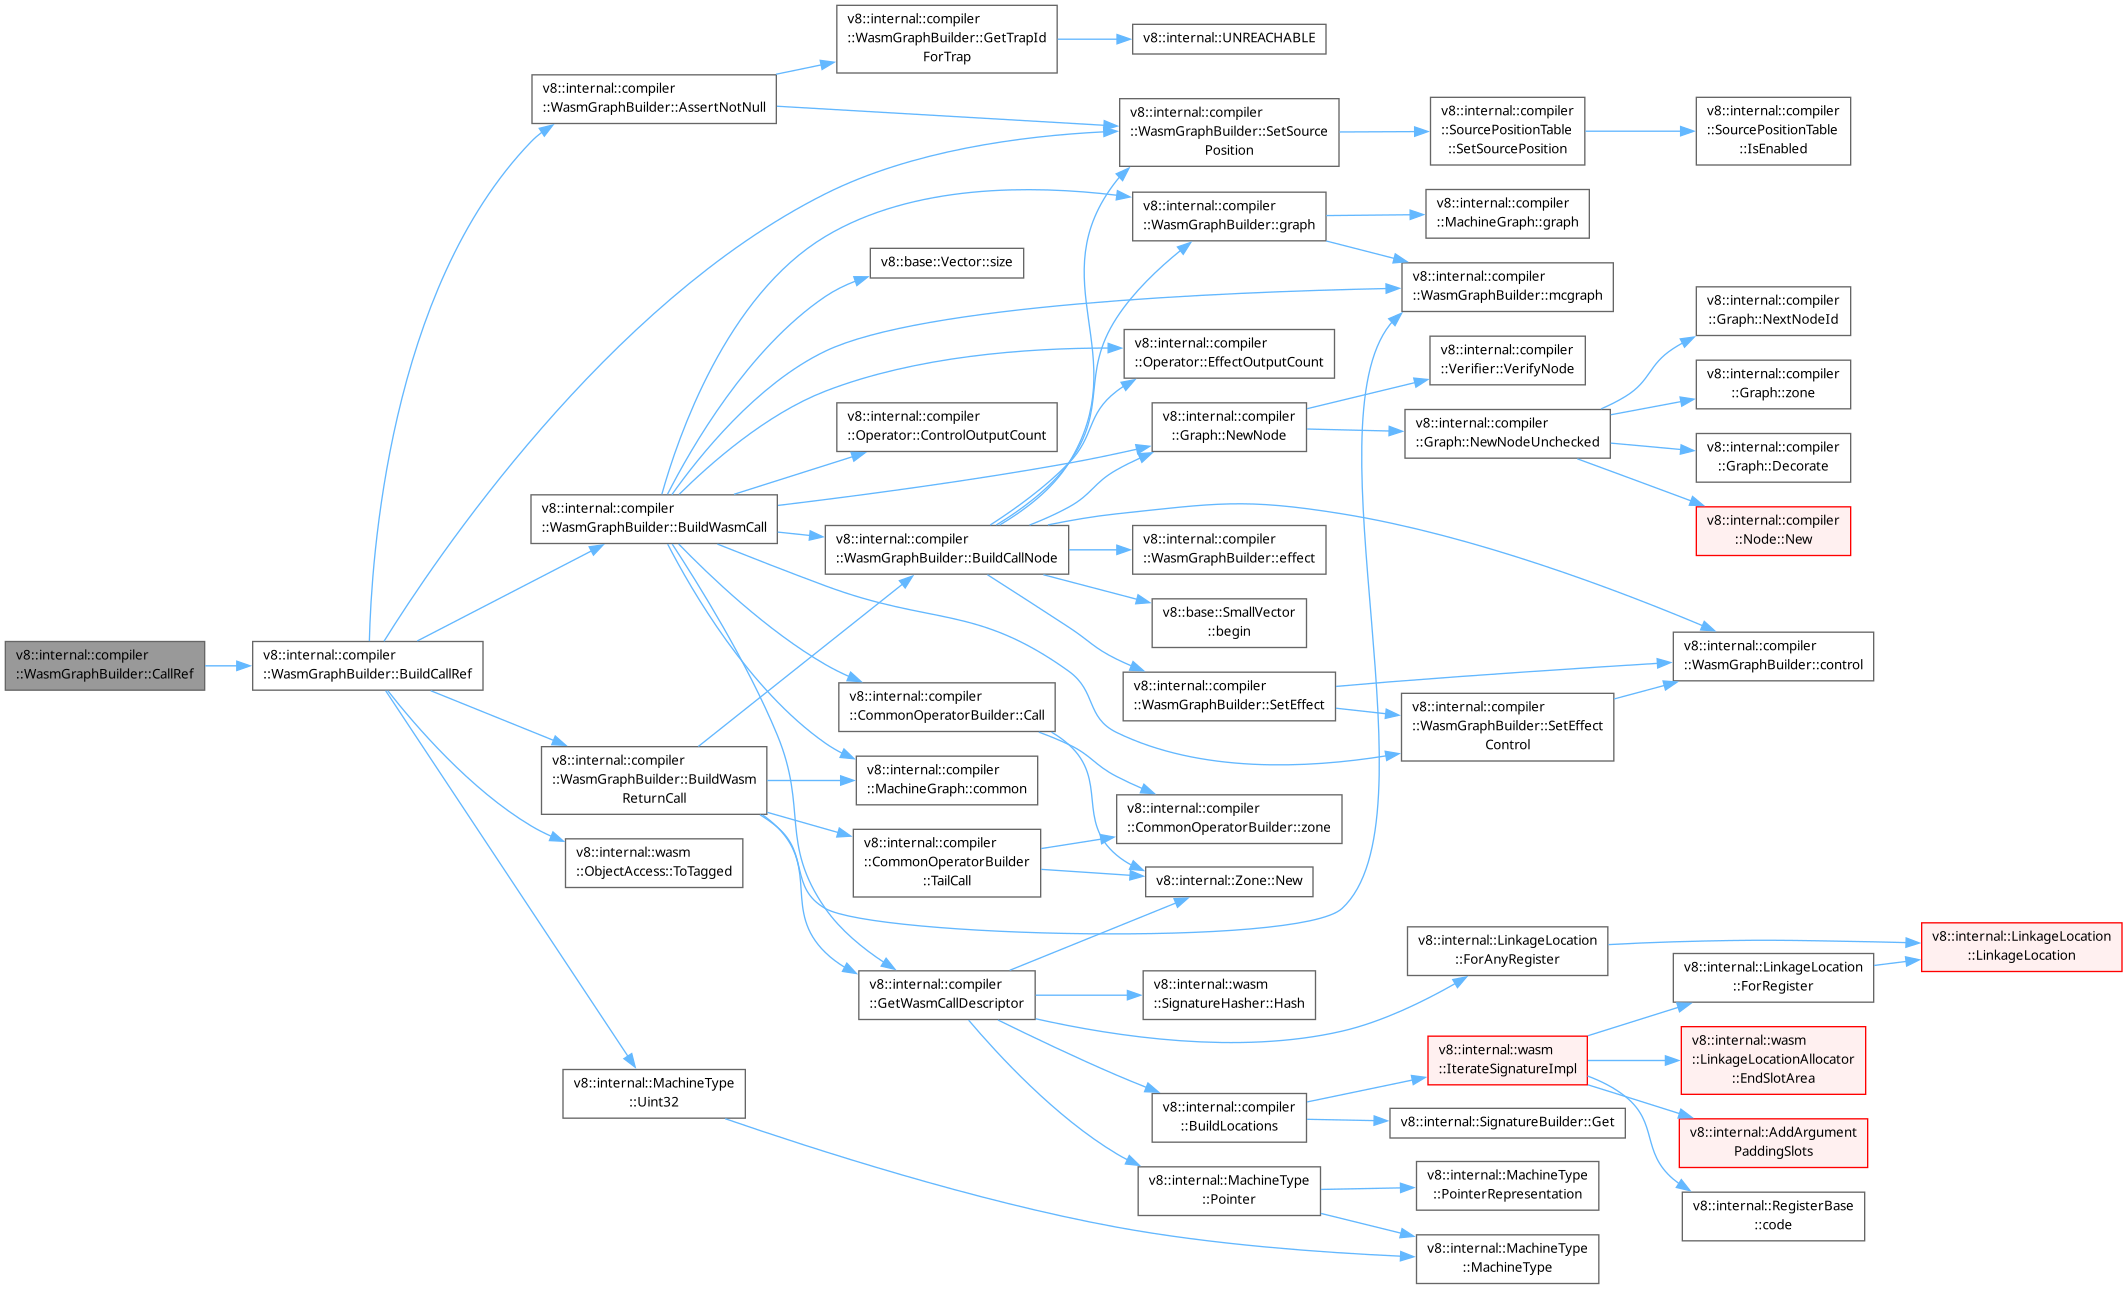 v8::internal::compiler
::WasmGraphBuilder::CallRef
v8::internal::compiler
::WasmGraphBuilder::BuildCallRef
v8::internal::compiler
::WasmGraphBuilder::AssertNotNull
v8::internal::compiler
::WasmGraphBuilder::BuildWasmCall
v8::internal::compiler
::WasmGraphBuilder::BuildWasm
ReturnCall
v8::internal::wasm
::ObjectAccess::ToTagged
v8::internal::MachineType
::Uint32
v8::internal::compiler
::WasmGraphBuilder::GetTrapId
ForTrap
v8::base::Vector::size
v8::internal::compiler
::Operator::ControlOutputCount
v8::internal::compiler
::WasmGraphBuilder::BuildCallNode
v8::internal::compiler
::CommonOperatorBuilder::Call
v8::internal::compiler
::MachineGraph::common
v8::internal::compiler
::CommonOperatorBuilder
::TailCall
v8::internal::compiler
::GetWasmCallDescriptor
v8::internal::UNREACHABLE
v8::internal::compiler
::WasmGraphBuilder::SetSource
Position
v8::internal::compiler
::WasmGraphBuilder::graph
v8::internal::compiler
::Operator::EffectOutputCount
v8::internal::compiler
::Graph::NewNode
v8::internal::compiler
::WasmGraphBuilder::effect
v8::base::SmallVector
::begin
v8::internal::compiler
::WasmGraphBuilder::SetEffect
v8::internal::compiler
::CommonOperatorBuilder::zone
v8::internal::Zone::New
v8::internal::wasm
::SignatureHasher::Hash
v8::internal::compiler
::BuildLocations
v8::internal::MachineType
::Pointer
v8::internal::compiler
::SourcePositionTable
::SetSourcePosition
v8::internal::compiler
::MachineGraph::graph
v8::internal::compiler
::WasmGraphBuilder::mcgraph
v8::internal::compiler
::Verifier::VerifyNode
v8::internal::compiler
::Graph::NewNodeUnchecked
v8::internal::compiler
::WasmGraphBuilder::SetEffect
Control
v8::internal::LinkageLocation
::ForAnyRegister
v8::internal::wasm
::IterateSignatureImpl
v8::internal::SignatureBuilder::Get
v8::internal::MachineType
::PointerRepresentation
v8::internal::MachineType
::MachineType
v8::internal::compiler
::SourcePositionTable
::IsEnabled
v8::internal::compiler
::Graph::NextNodeId
v8::internal::compiler
::Graph::zone
v8::internal::compiler
::Graph::Decorate
v8::internal::compiler
::Node::New
v8::internal::compiler
::WasmGraphBuilder::control
v8::internal::LinkageLocation
::ForRegister
v8::internal::wasm
::LinkageLocationAllocator
::EndSlotArea
v8::internal::AddArgument
PaddingSlots
v8::internal::RegisterBase
::code
v8::internal::LinkageLocation
::LinkageLocation